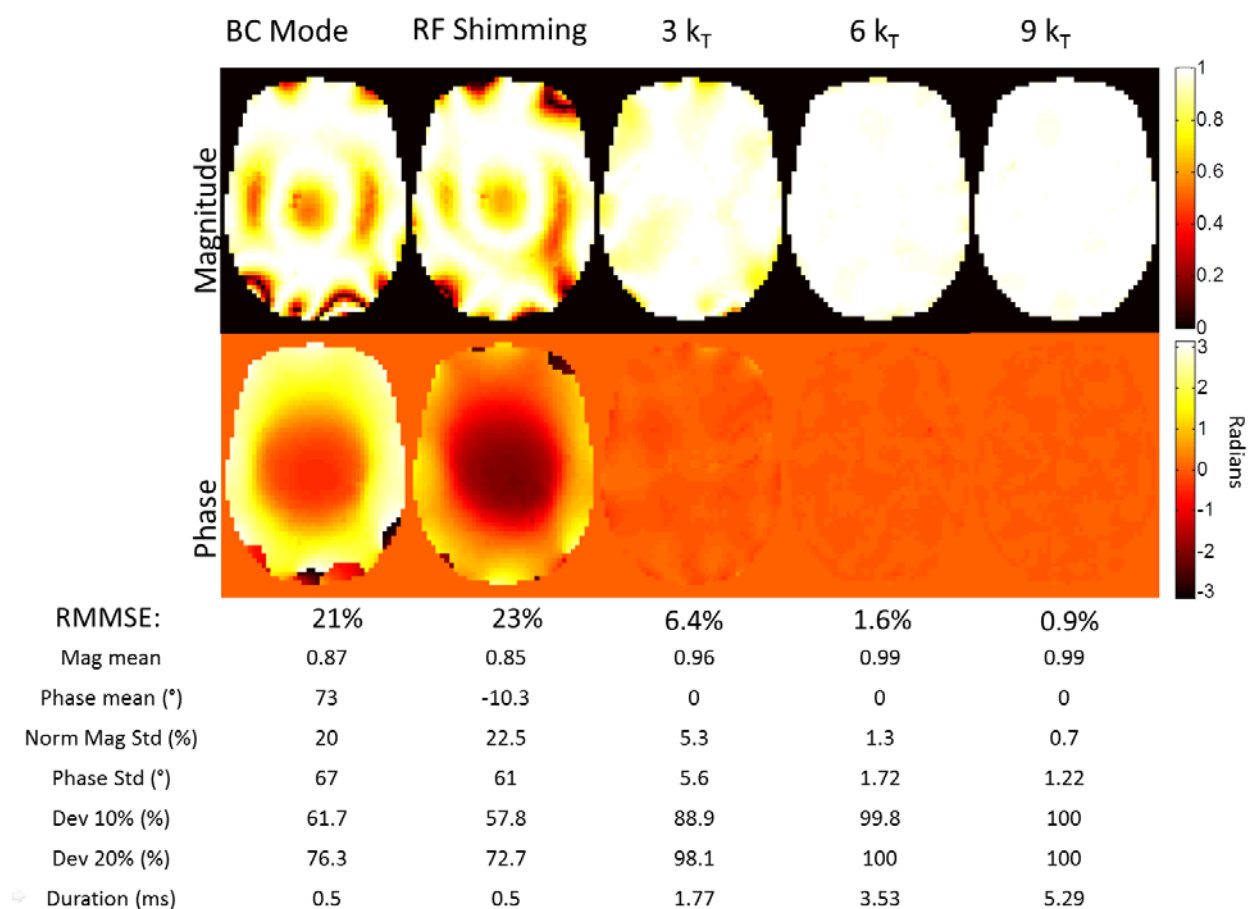 BC Mode RF Shimming 3 kT 6 kT 9 kT
Magnitude
1
0.8
0.6
0.4
0.2
0
Phase
3
2
1
0
-1
-2
-3
Radians
RMMSE: 21% 23% 6.4% 1.6% 0.9%
Mag mean 0.87 0.85 0.96 0.99 0.99
Phase mean (°) 73 -10.3 0 0 0
Norm Mag Std (%) 20 22.5 5.3 1.3 0.7
Phase Std (°) 67 61 5.6 1.72 1.22
Dev 10% (%) 61.7 57.8 88.9 99.8 100
Dev 20% (%) 76.3 72.7 98.1 100 100
Duration (ms) 0.5 0.5 1.77 3.53 5.29